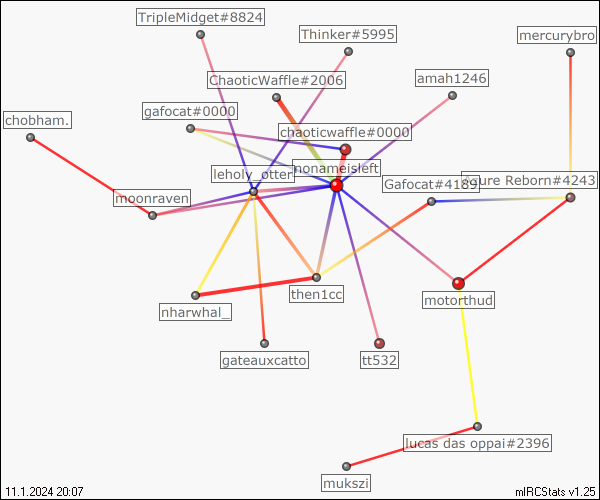 TripleMidget#8824
Thinker#5995
mercurybro
ChaoticWaffle#2006
amah1246
gafocat#0000
chobham.
chaoticwaffle#0000
nonameisleft
leholy_otter
Gafocat#4189
Reborn#4243
moonraven
then1cc
motorthud
nharwhal_
gateauxcatto
tt532
lucas das oppai#2396
mukszi
11.1.2024 20:07
mIRCStats v1.25